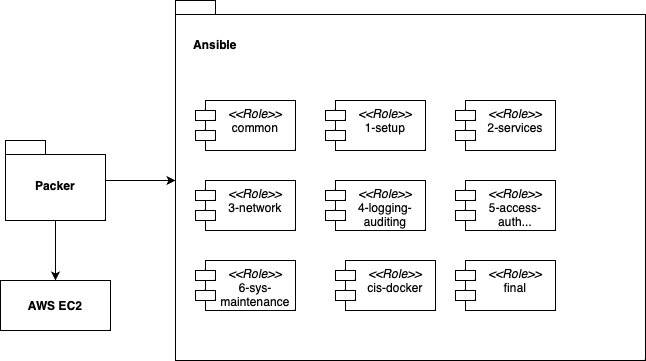 Ansible
<<Role>>
common
<<Role>>
1-setup
<<Role>>
2-services
Packer
<<Role>>
3-network
<<Role>>
4-logging-
auditing
<<Role>>
5-access-
auth...
AWS EC2
<<Role>>
6-sys-
maintenance
<<Role>>
cis-docker
<<Role>>
final